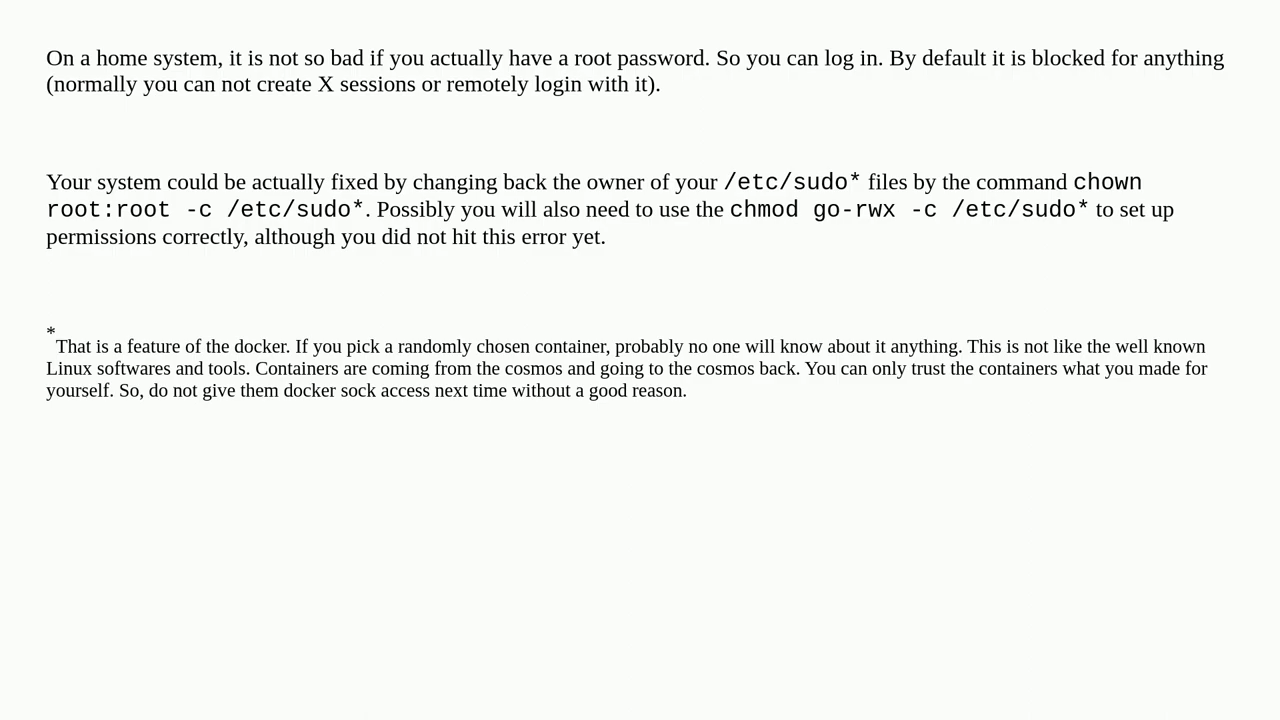 On a home system, it is not so bad if you actually have a root password. So you can log in. By default it is blocked for anything
(normally you can not create X sessions or remotely login with it).
Your system could be actually fixed by changing back the owner of your /etc/sudo* files by the command chown
root:root -c /etc/sudo*. Possibly you will also need to use the chmod go-rwx -c /etc/sudo* to set up
permissions correctly, although you did not hit this error yet.
*That is a feature of the docker. If you pick a randomly chosen container, probably no one will know about it anything. This is not like the well known
Linux softwares and tools. Containers are coming from the cosmos and going to the cosmos back. You can only trust the containers what you made for
yourself. So, do not give them docker sock access next time without a good reason.